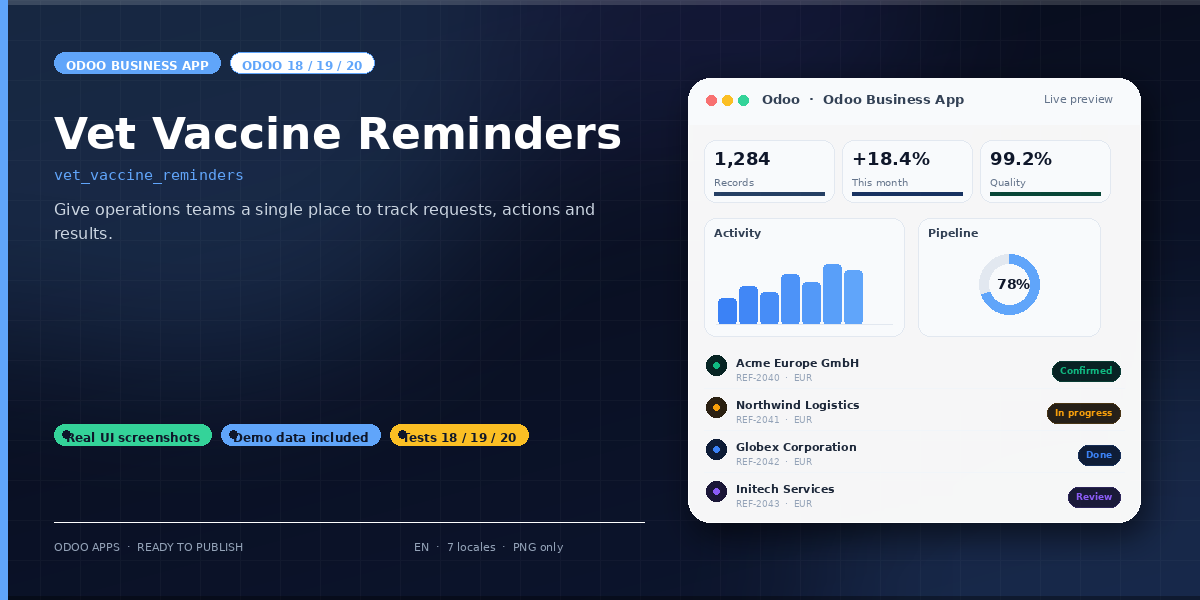 ODOO BUSINESS APP
ODOO 18 / 19 / 20
Vet Vaccine Reminders
vet_vaccine_reminders
Give operations teams a single place to track requests, actions and
results.
Real UI screenshots
Demo data included
Tests 18 / 19 / 20
ODOO APPS · READY TO PUBLISH
EN · 7 locales · PNG only
Odoo · Odoo Business App
Live preview
1,284
Records
+18.4%
This month
99.2%
Quality
Activity
Pipeline
78%
Acme Europe GmbH
REF-2040 · EUR
Confirmed
Northwind Logistics
REF-2041 · EUR
In progress
Globex Corporation
REF-2042 · EUR
Done
Initech Services
REF-2043 · EUR
Review